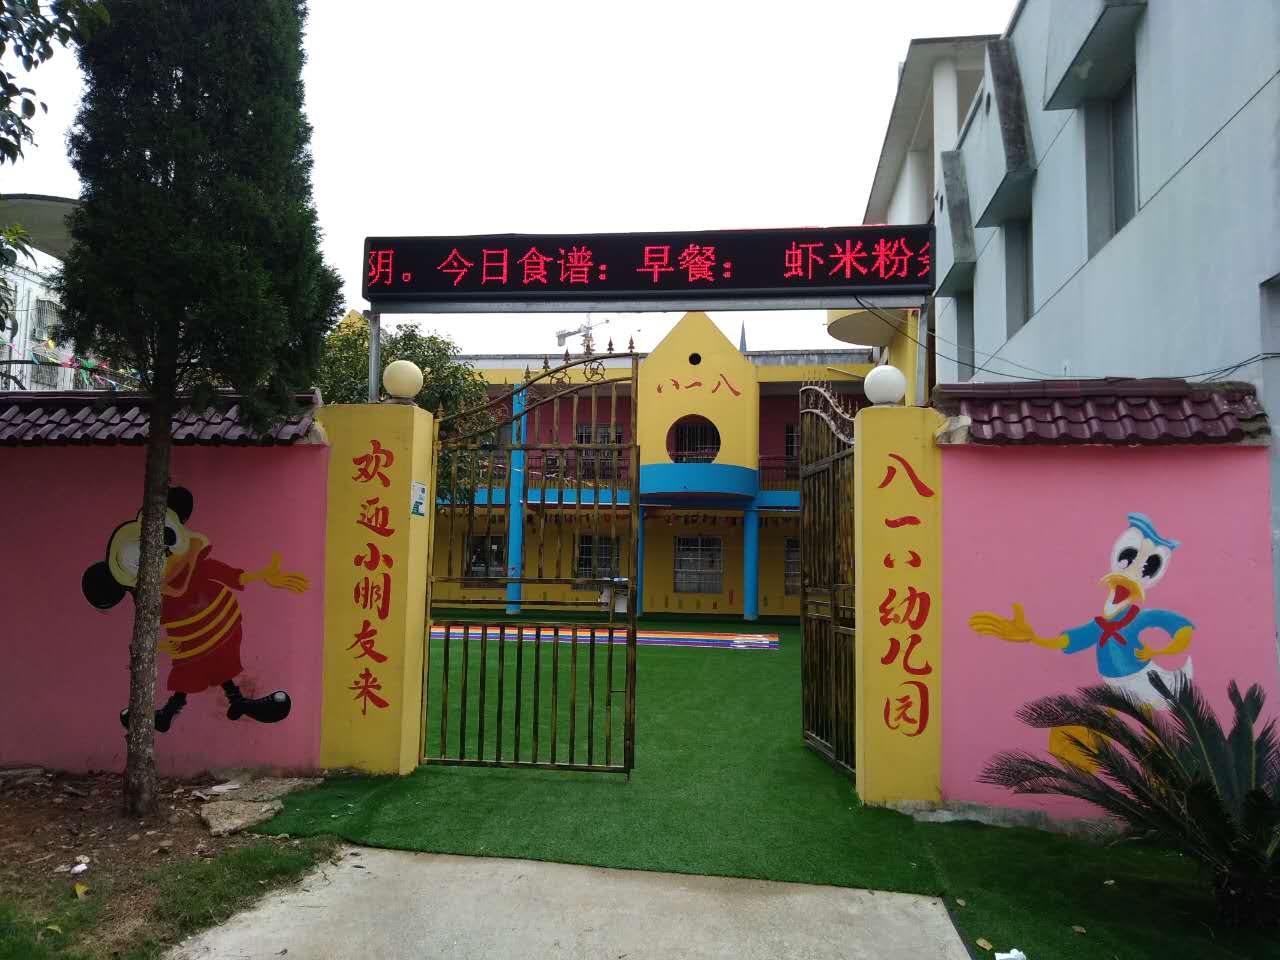 阴。今日食谱：早餐： 虾米粉
八一八
欢迎小朋友来
八一八幼儿园